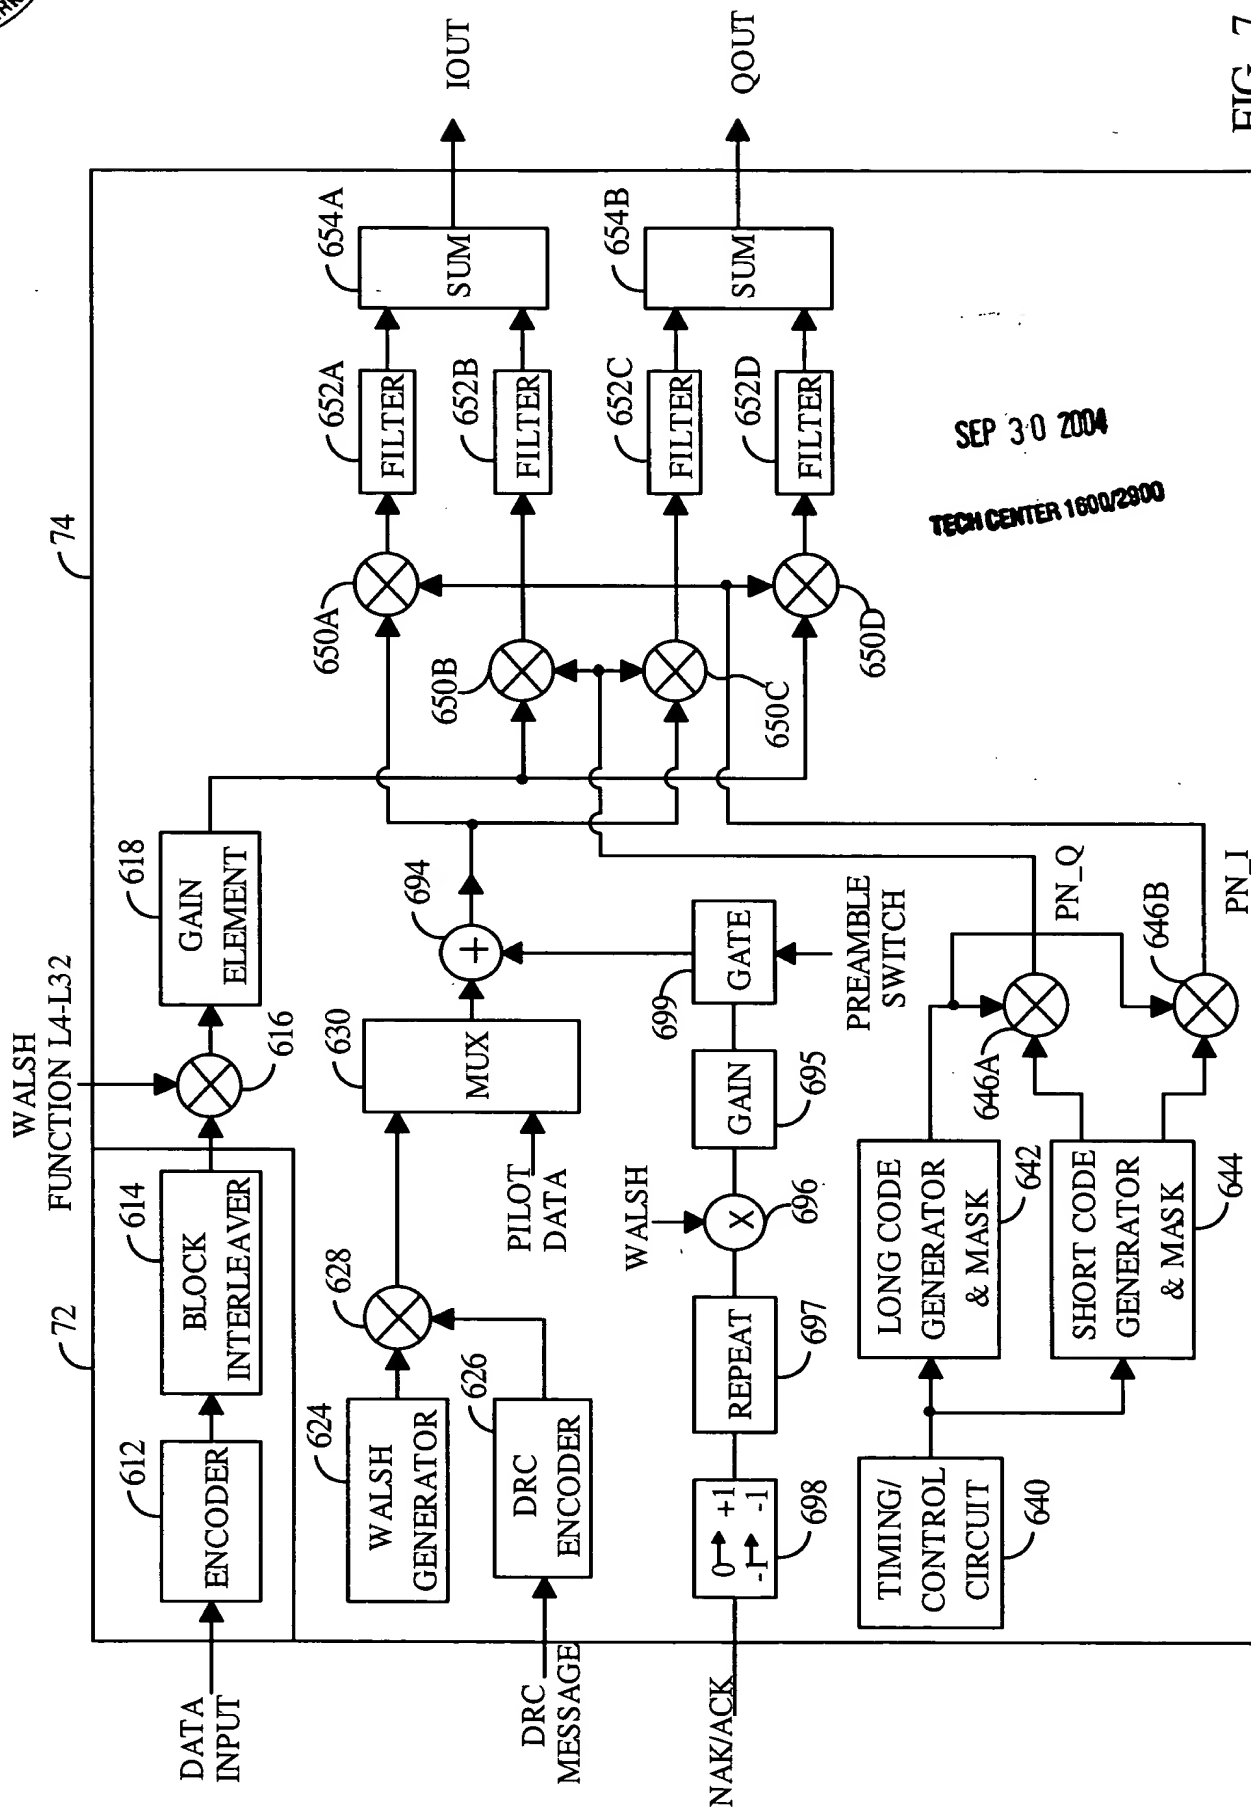 WALSH
FUNCTION L4-L32
72
74
612
614
616
618
DATA
INPUT
ENCODER
BLOCK
INTERLEAVER
GAIN
ELEMENT
624
WALSH
GENERATOR
628
626
DRC
ENCODER
DRC
MESSAGE
630
MUX
PILOT
DATA
694
+
650A
650B
650C
650D
652A
FILTER
652B
FILTER
652C
FILTER
652D
FILTER
654A
SUM
654B
SUM
IOUT
QOUT
NAK/ACK
0 +1
-1 -1
698
REPEAT
697
WALSH
X
696
GAIN
695
699
GATE
PREAMBLE
SWITCH
TIMING/
CONTROL
CIRCUIT
640
LONG CODE
GENERATOR
& MASK
642
SHORT CODE
GENERATOR
& MASK
644
646A
646B
PN_Q
PN_I
SEP 30 2004
TECH CENTER 1600/2900
FIG. 7